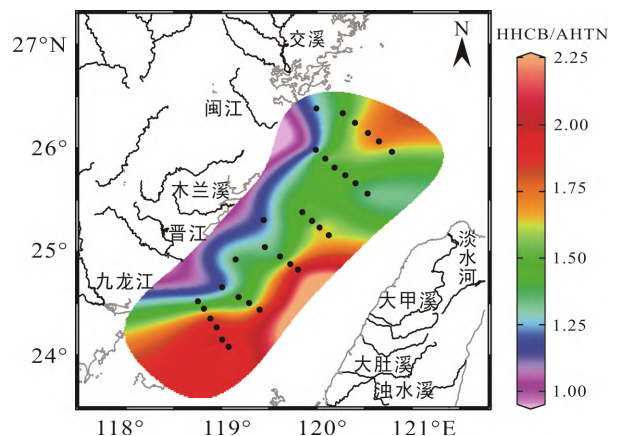 HHCB/AHTN
N
27°N
26°
25°
24°
118°
119°
120°
121°E
交溪
闽江
木兰溪
晋江
九龙江
淡水河
大甲溪
大肚溪
浊水溪
2.25
2.00
1.75
1.50
1.25
1.00